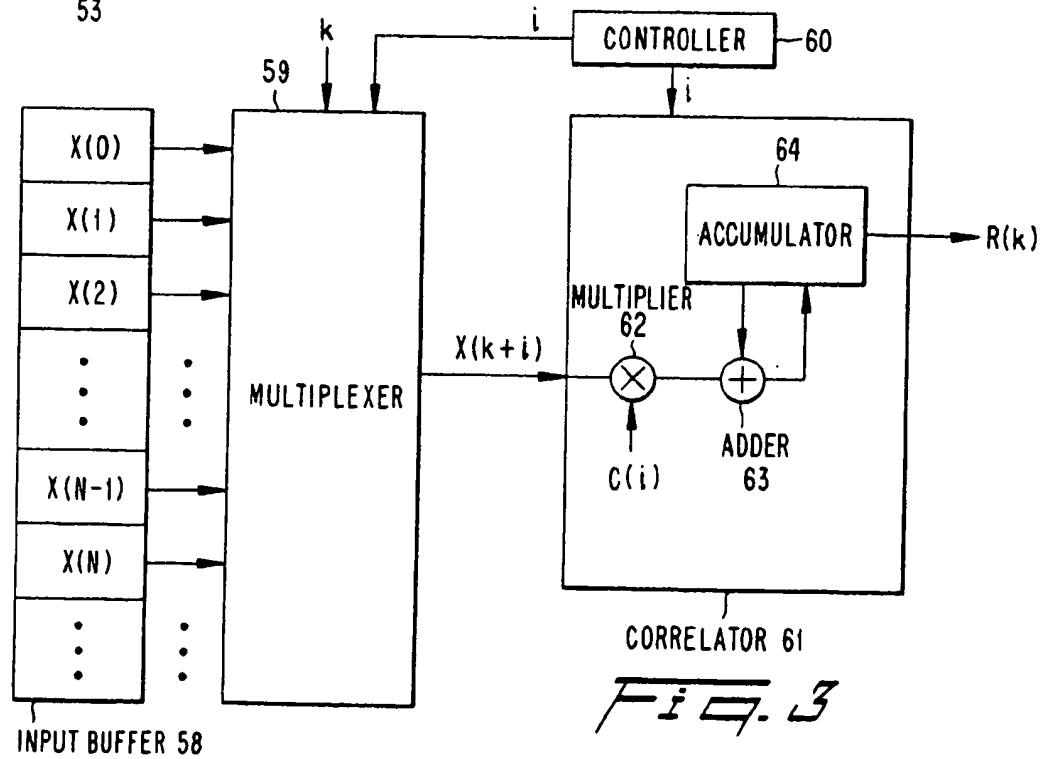 53
k
i
CONTROLLER
60
59
i
X(0)
X(1)
X(2)
X(N-1)
X(N)
MULTIPLEXER
X(k+i)
64
ACCUMULATOR
R(k)
MULTIPLIER
62
C(i)
ADDER
63
CORRELATOR 61
INPUT BUFFER 58
Fig. 3